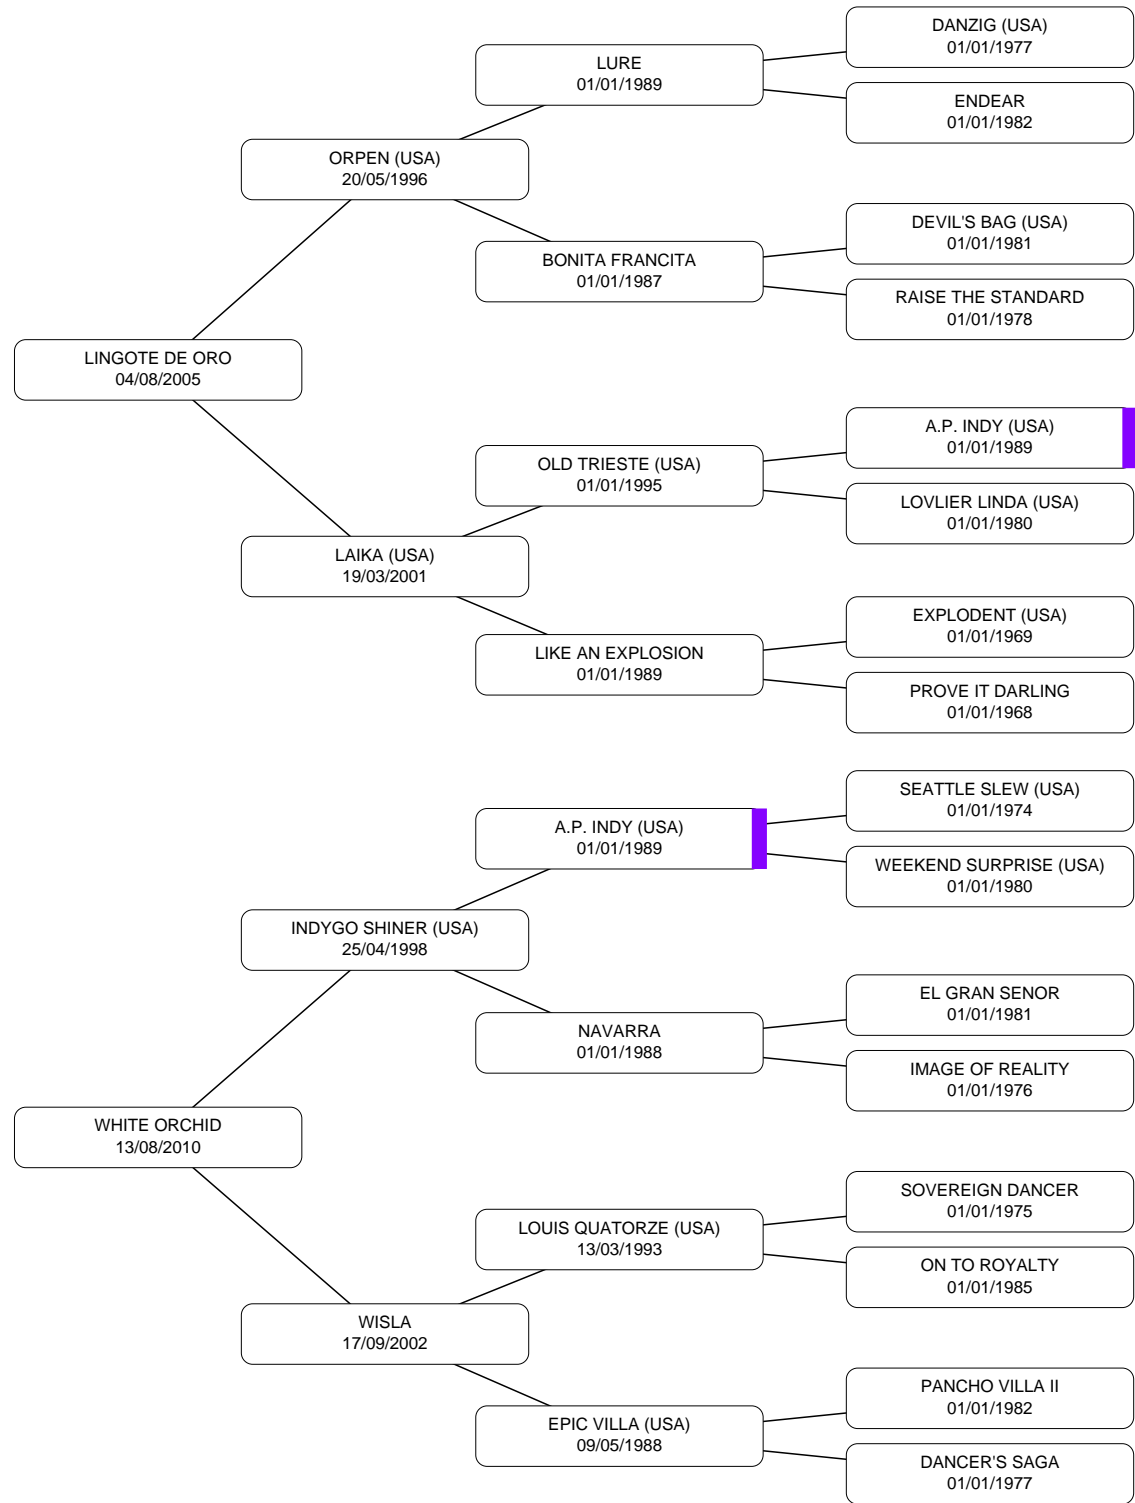 DANZIG (USA)
01/01/1977
LURE
01/01/1989
ENDEAR
01/01/1982
ORPEN (USA)
20/05/1996
DEVIL'S BAG (USA)
01/01/1981
BONITA FRANCITA
01/01/1987
RAISE THE STANDARD
01/01/1978
LINGOTE DE ORO
04/08/2005
A.P. INDY (USA)
01/01/1989
OLD TRIESTE (USA)
01/01/1995
LOVLIER LINDA (USA)
01/01/1980
LAIKA (USA)
19/03/2001
EXPLODENT (USA)
01/01/1969
LIKE AN EXPLOSION
01/01/1989
PROVE IT DARLING
01/01/1968
SEATTLE SLEW (USA)
01/01/1974
A.P. INDY (USA)
01/01/1989
WEEKEND SURPRISE (USA)
01/01/1980
INDYGO SHINER (USA)
25/04/1998
EL GRAN SENOR
01/01/1981
NAVARRA
01/01/1988
IMAGE OF REALITY
01/01/1976
WHITE ORCHID
13/08/2010
SOVEREIGN DANCER
01/01/1975
LOUIS QUATORZE (USA)
13/03/1993
ON TO ROYALTY
01/01/1985
WISLA
17/09/2002
PANCHO VILLA II
01/01/1982
EPIC VILLA (USA)
09/05/1988
DANCER'S SAGA
01/01/1977